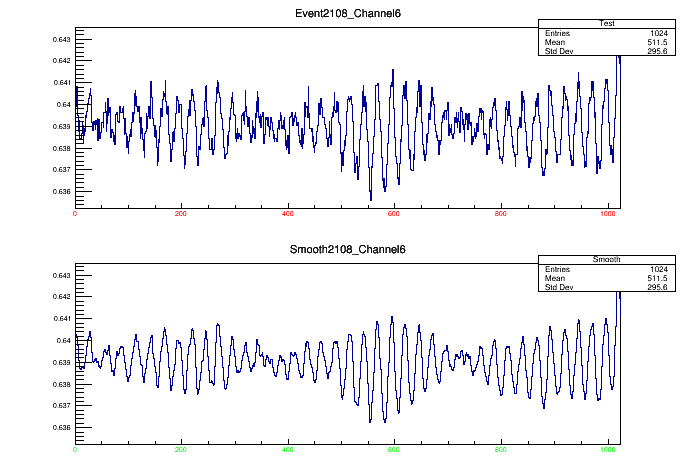 Event2108_Channel6
Test
Entries 1024
Mean 511.5
Std Dev 295.6
0.643
0.642
0.641
0.64
0.639
0.638
0.637
0.636
0 200 400 600 800 1000
Smooth2108_Channel6
Smooth
Entries 1024
Mean 511.5
Std Dev 295.6
0.643
0.642
0.641
0.64
0.639
0.638
0.637
0.636
0 200 400 600 800 1000